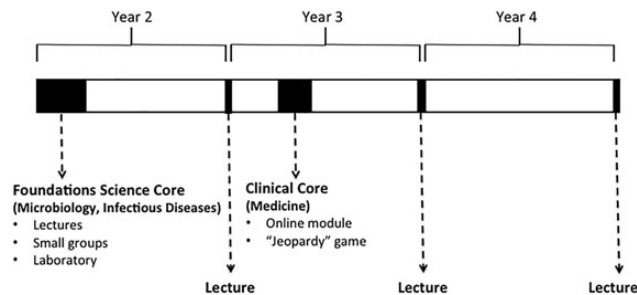 Year 2
Year 3
Year 4
Foundations Science Core
(Microbiology, Infectious Diseases)
• Lectures
• Small groups
• Laboratory
Clinical Core
(Medicine)
• Online module
• “Jeopardy” game
Lecture
Lecture
Lecture